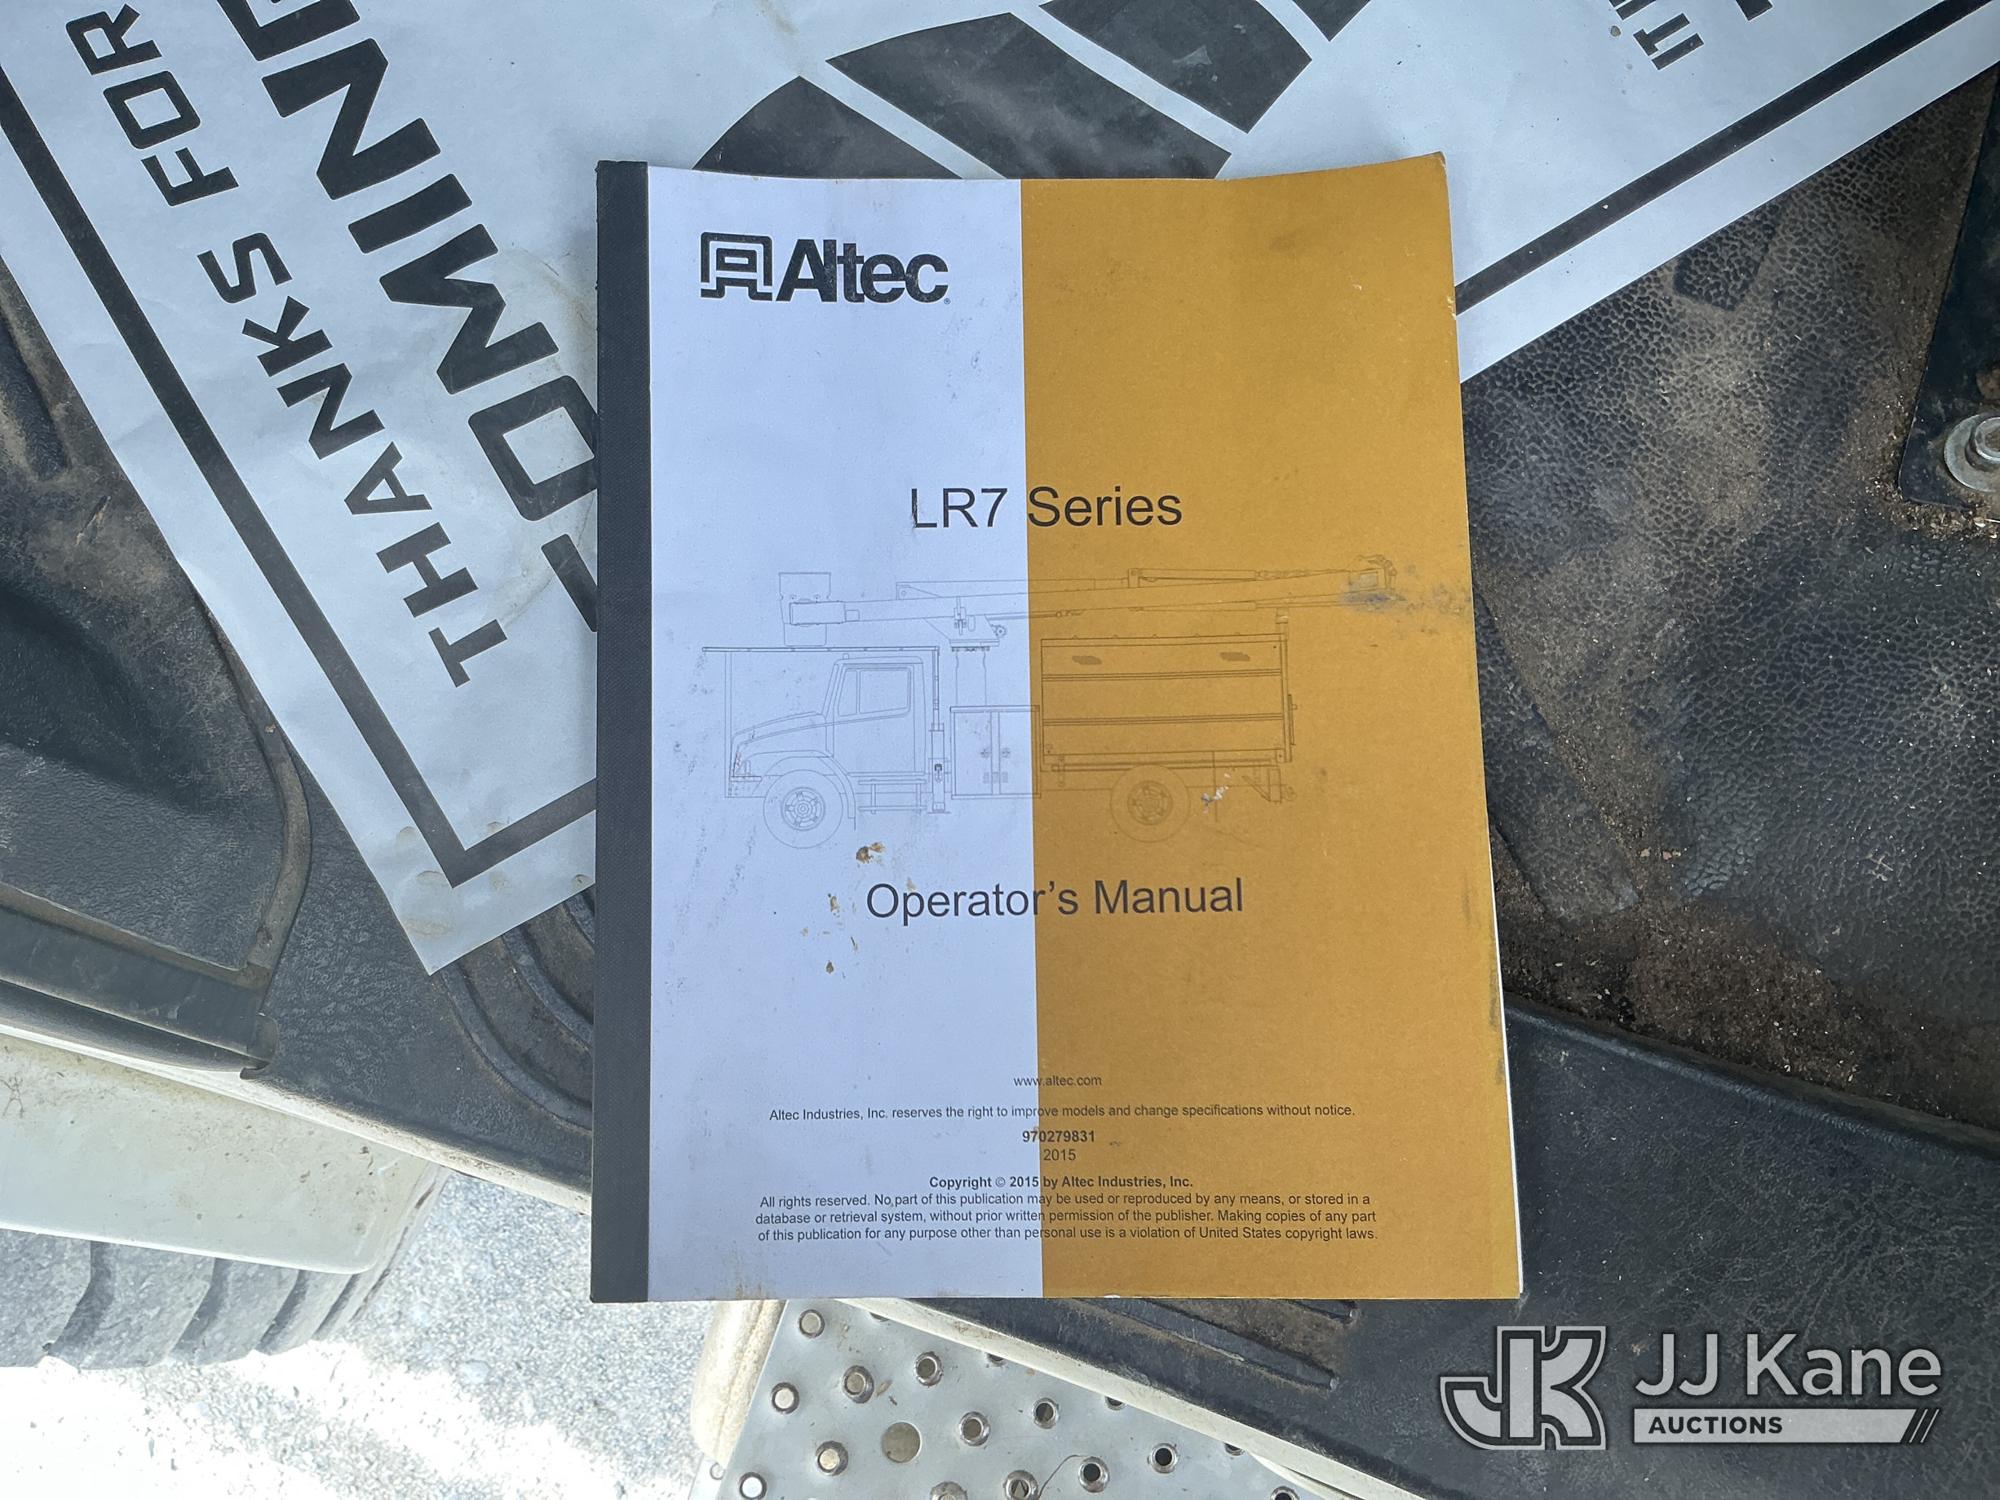 THANKS FOR
COMING
IT
Altec
LR7 Series
Operator's Manual
www.altec.com
Altec Industries, Inc. reserves the right to improve models and change specifications without notice.
970279831
2015
Copyright © 2015 by Altec Industries, Inc.
All rights reserved. No part of this publication may be used or reproduced by any means, or stored in a
database or retrieval system, without prior written permission of the publisher. Making copies of any part
of this publication for any purpose other than personal use is a violation of United States copyright laws.
JK JJ Kane
AUCTIONS